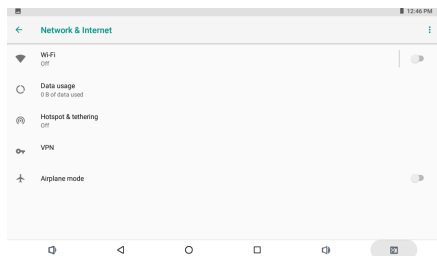 12:46 PM
Network & Internet
Wi-Fi
Off
Data usage
0 B of data used
Hotspot & tethering
Off
VPN
Airplane mode